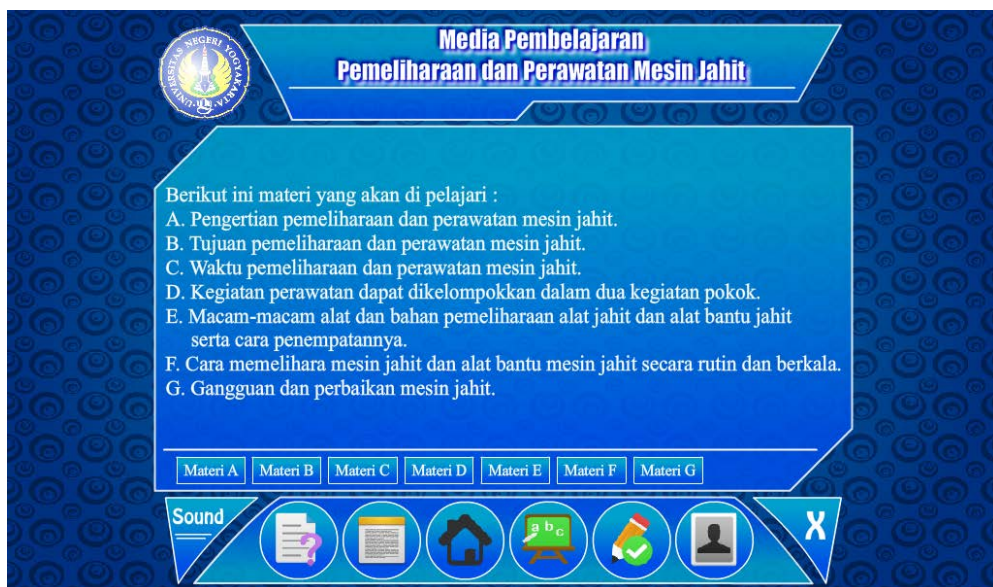 UNIVERSITAS NEGERI YOGYAKARTA
Media Pembelajaran
Pemeliharaan dan Perawatan Mesin Jahit
Berikut ini materi yang akan di pelajari :
A. Pengertian pemeliharaan dan perawatan mesin jahit.
B. Tujuan pemeliharaan dan perawatan mesin jahit.
C. Waktu pemeliharaan dan perawatan mesin jahit.
D. Kegiatan perawatan dapat dikelompokkan dalam dua kegiatan pokok.
E. Macam-macam alat dan bahan pemeliharaan alat jahit dan alat bantu jahit
serta cara penempatannya.
F. Cara memelihara mesin jahit dan alat bantu mesin jahit secara rutin dan berkala.
G. Gangguan dan perbaikan mesin jahit.
Materi A Materi B Materi C Materi D Materi E Materi F Materi G
Sound ? a b c X